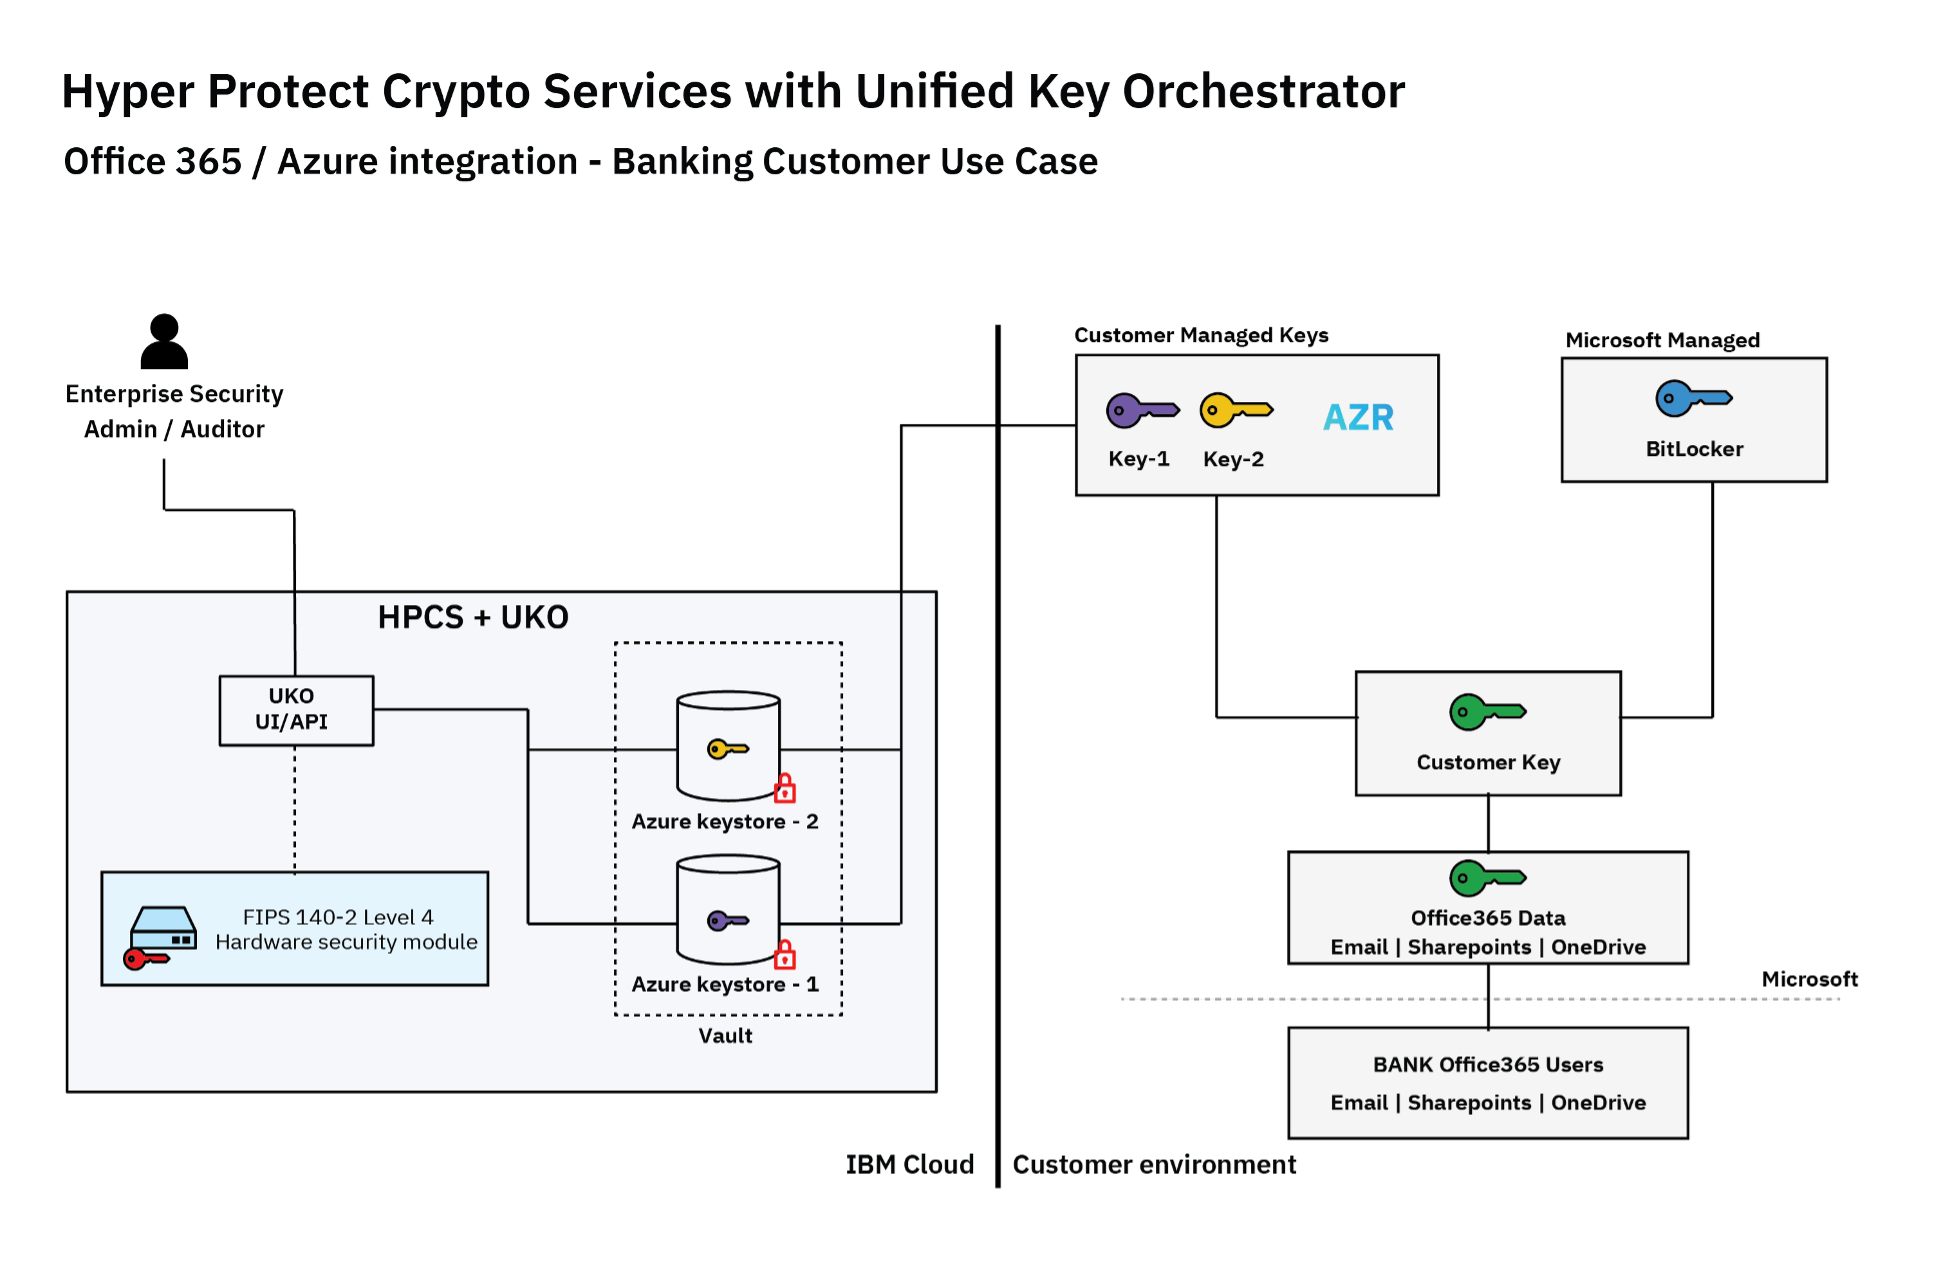 Hyper Protect Crypto Services with Unified Key Orchestrator
Office 365 / Azure integration - Banking Customer Use Case
Enterprise Security
Admin / Auditor
HPCS + UKO
UKO
UI/API
FIPS 140-2 Level 4
Hardware security module
Azure keystore - 2
Azure keystore - 1
Vault
IBM Cloud
Customer environment
Customer Managed Keys
Key-1
Key-2
AZR
Microsoft Managed
BitLocker
Customer Key
Office365 Data
Email | Sharepoints | OneDrive
Microsoft
BANK Office365 Users
Email | Sharepoints | OneDrive